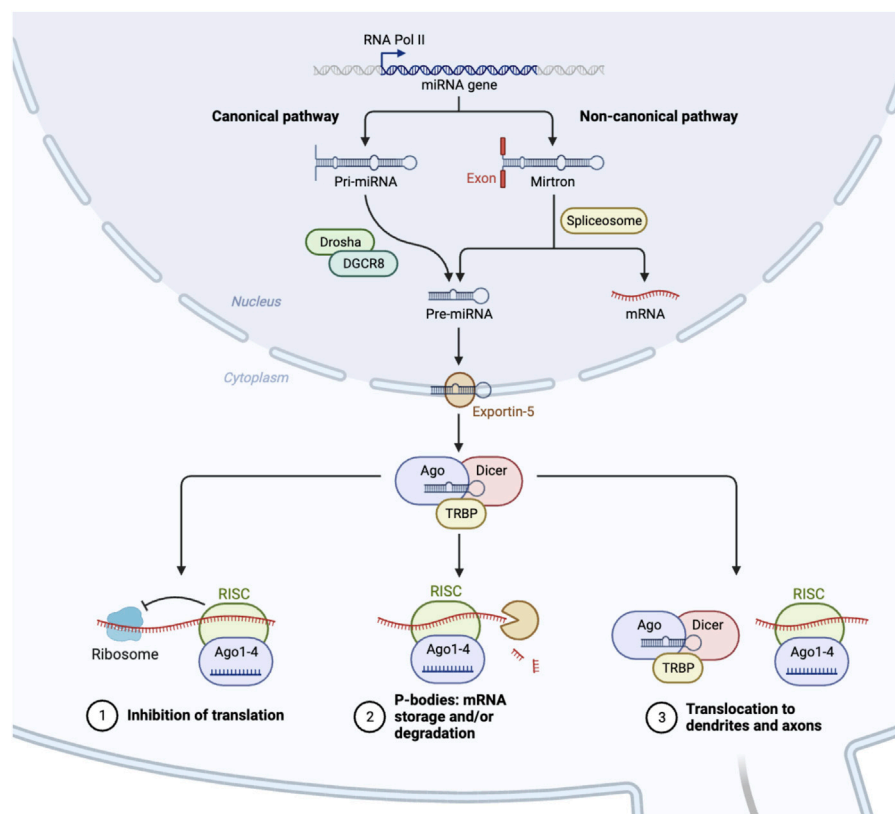 RNA Pol II
miRNA gene
Canonical pathway
Non-canonical pathway
Pri-miRNA
Exon
Mirtron
Spliceosome
Drosha
DGCR8
Nucleus
Pre-miRNA
mRNA
Cytoplasm
Exportin-5
Ago
Dicer
TRBP
RISC
Ribosome
Ago1-4
1
Inhibition of translation
RISC
Ago1-4
2
P-bodies: mRNA
storage and/or
degradation
Ago
Dicer
TRBP
RISC
Ago1-4
3
Translocation to
dendrites and axons